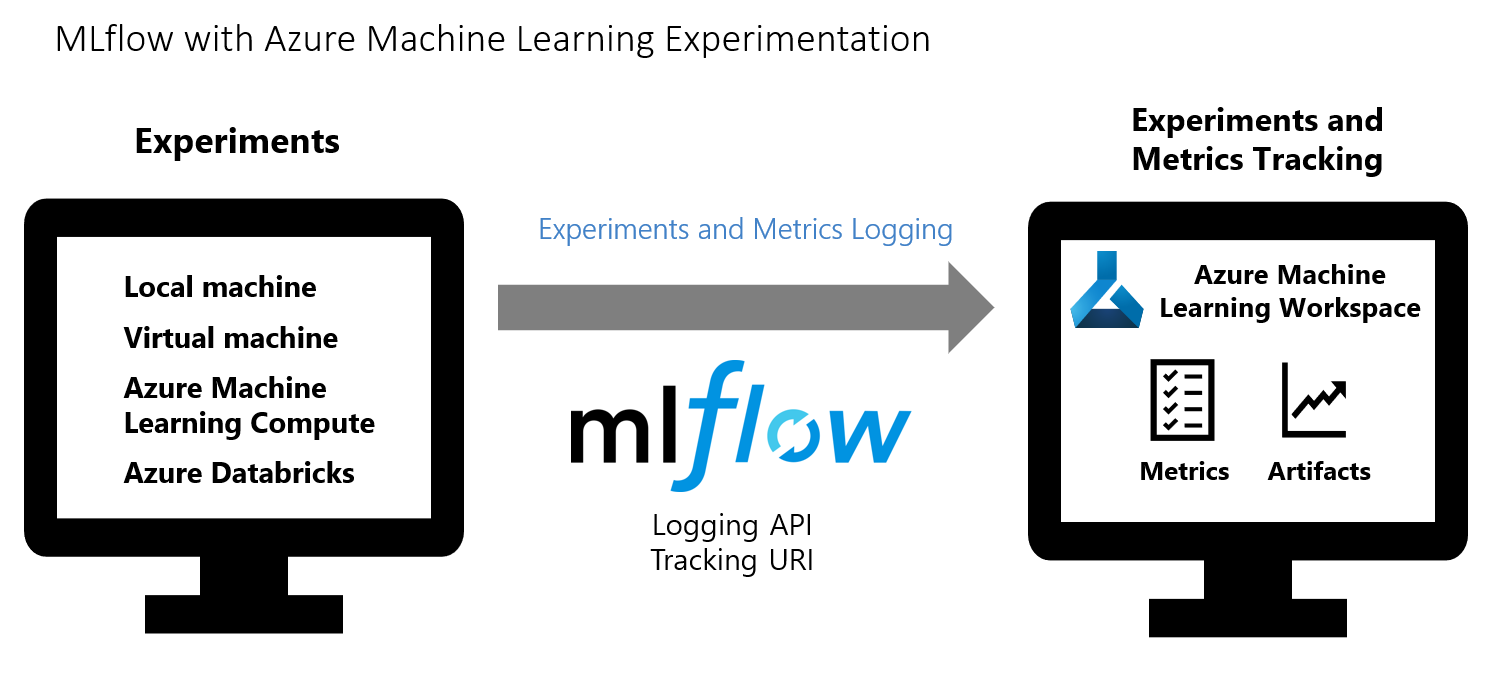 MLflow with Azure Machine Learning Experimentation
Experiments
Local machine
Virtual machine
Azure Machine
Learning Compute
Azure Databricks
Experiments and Metrics Logging
mlflow
Logging API
Tracking URI
Experiments and
Metrics Tracking
Azure Machine
Learning Workspace
Metrics
Artifacts